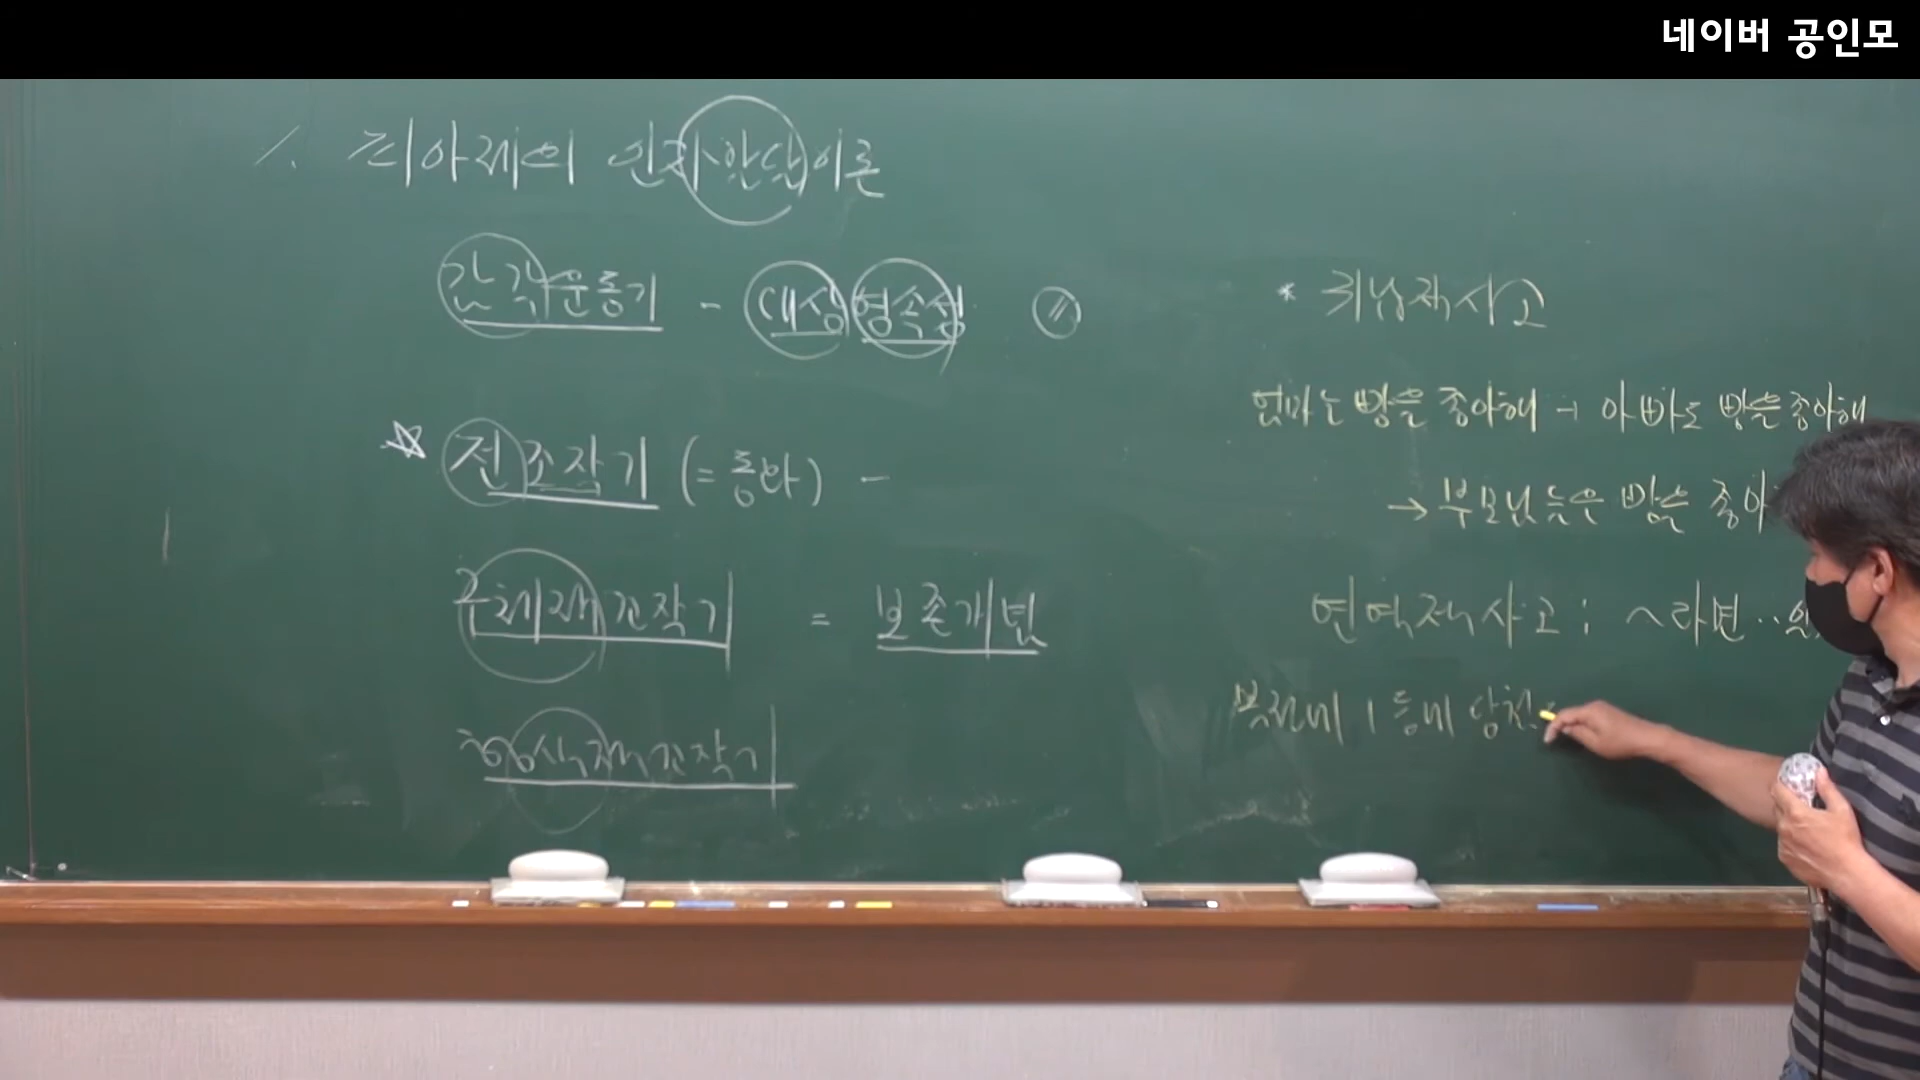 네이버 공인모
1. 피아제의 인지발달이론
감각운동기 - 대상영속성
* 귀납적사고
엄마는 빵을 좋아해 → 아빠도 빵을 좋아해
☆ 전조작기 (= 동화) -
→ 부모님들은 빵을 좋아
구체적조작기 = 보존개념
연역적사고 : ~라면..
복권에 1등에 당첨
형식적조작기